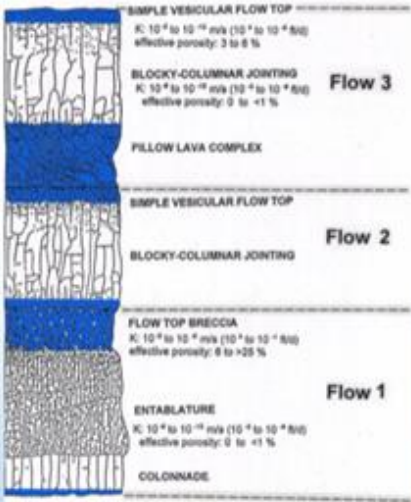 SIMPLE VESICULAR FLOW TOP
effective porosity: 3 to 6 %
BLOCKY-COLUMNAR JOINTING
Flow 3
effective porosity: 0 to <1 %
PILLOW LAVA COMPLEX
SIMPLE VESICULAR FLOW TOP
Flow 2
BLOCKY-COLUMNAR JOINTING
FLOW TOP BRECCIA
effective porosity: 6 to >25 %
Flow 1
ENTABLATURE
effective porosity: 0 to <1 %
COLONNADE